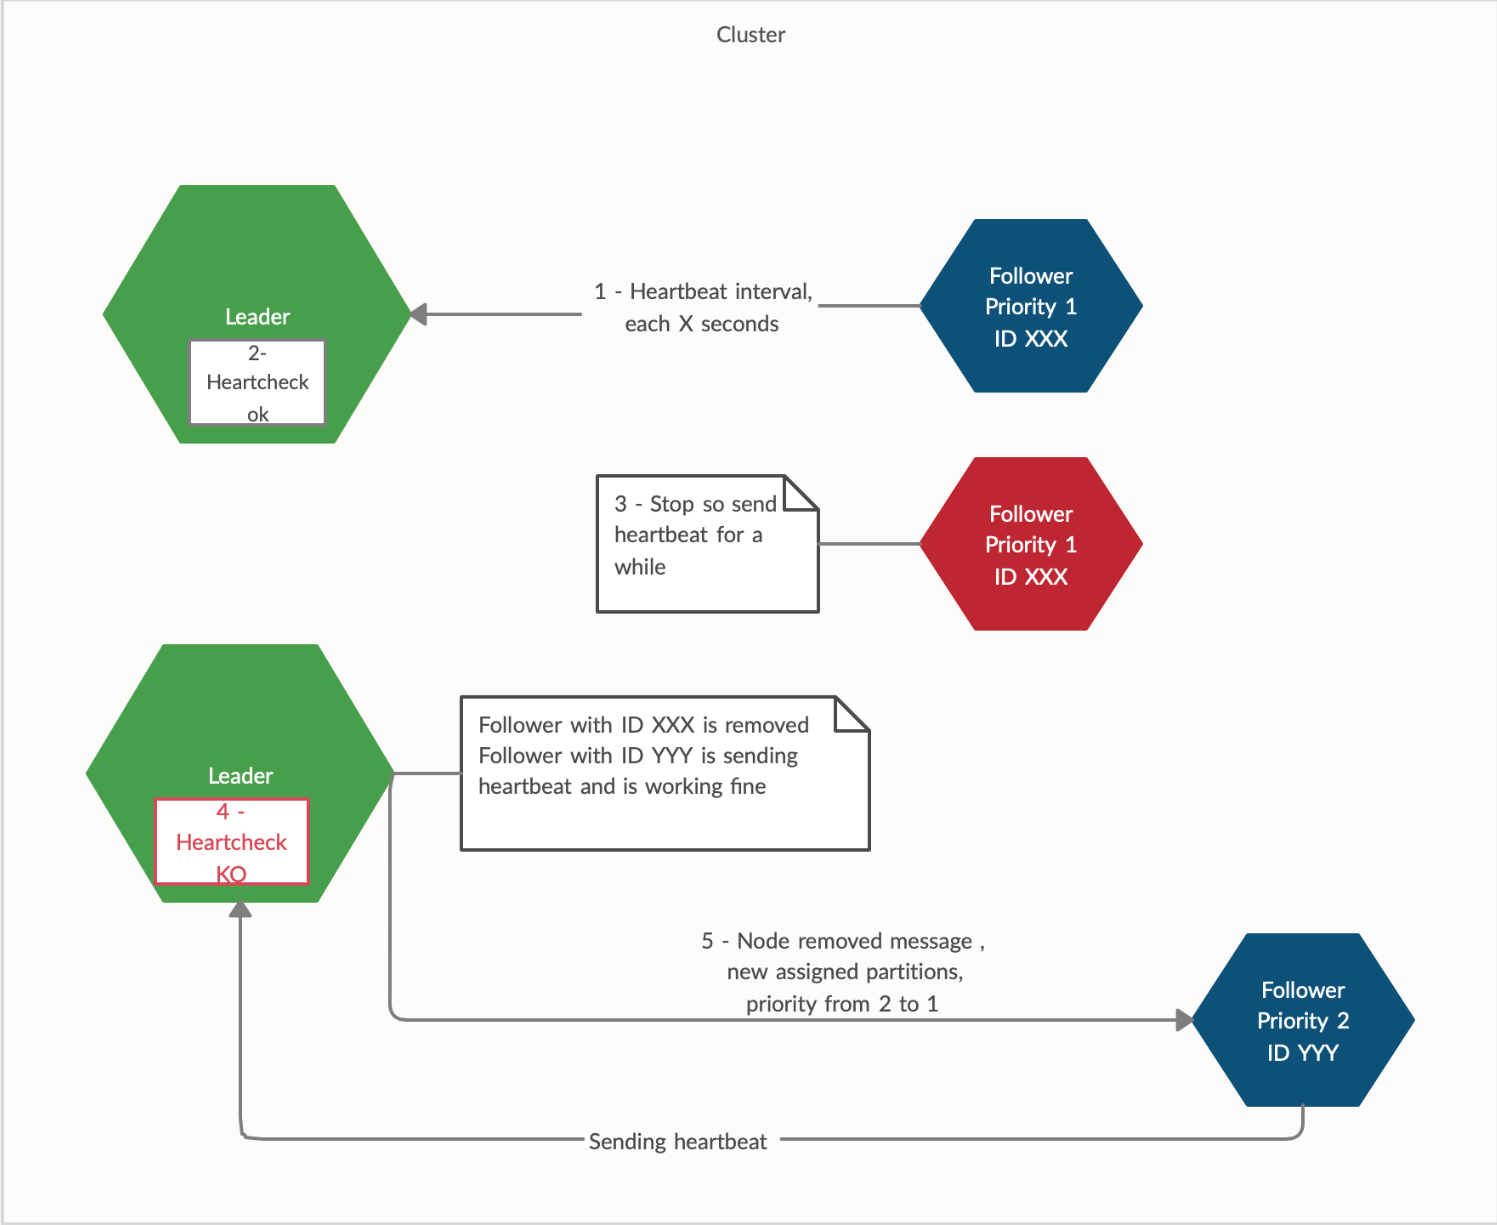 Cluster
Leader
2-
Heartcheck
ok
1 - Heartbeat interval,
each X seconds
Follower
Priority 1
ID XXX
3 - Stop so send
heartbeat for a
while
Follower
Priority 1
ID XXX
Leader
4 -
Heartcheck
KO
Follower with ID XXX is removed
Follower with ID YYY is sending
heartbeat and is working fine
5 - Node removed message ,
new assigned partitions,
priority from 2 to 1
Follower
Priority 2
ID YYY
Sending heartbeat